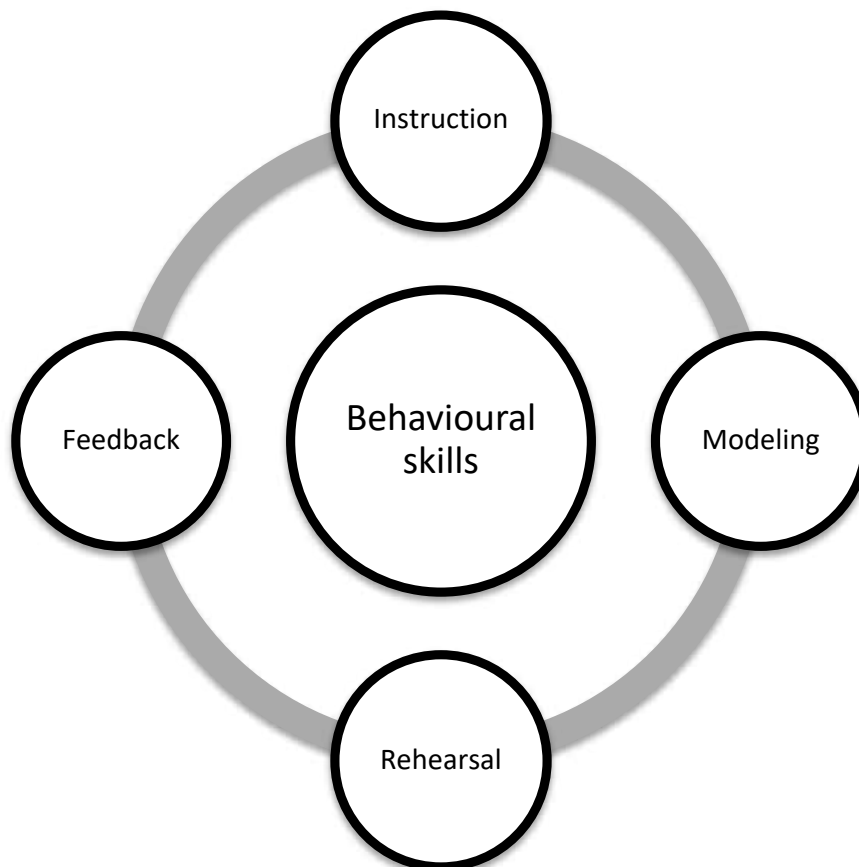 Instruction
Feedback
Behavioural
skills
Modeling
Rehearsal